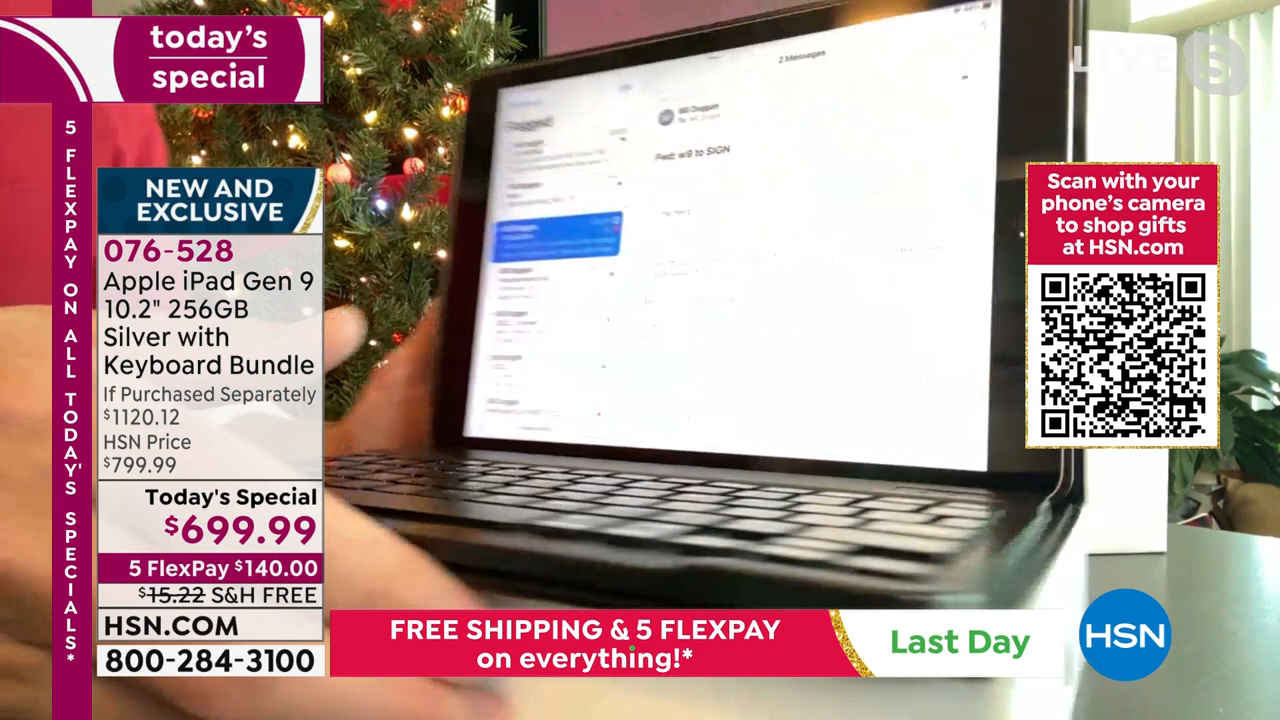 today's
special
5 FLEXPAY ON ALL TODAY'S SPECIALS*
NEW AND
EXCLUSIVE
076-528
Apple iPad Gen 9
10.2" 256GB
Silver with
Keyboard Bundle
If Purchased Separately
$1120.12
HSN Price
$799.99
Today's Special
$699.99
5 FlexPay $140.00
$15.22 S&H FREE
HSN.COM
800-284-3100
2 Messages
Fwd: w9 to SIGN
LIVE S
Scan with your
phone's camera
to shop gifts
at HSN.com
FREE SHIPPING & 5 FLEXPAY
on everything!*
Last Day
HSN